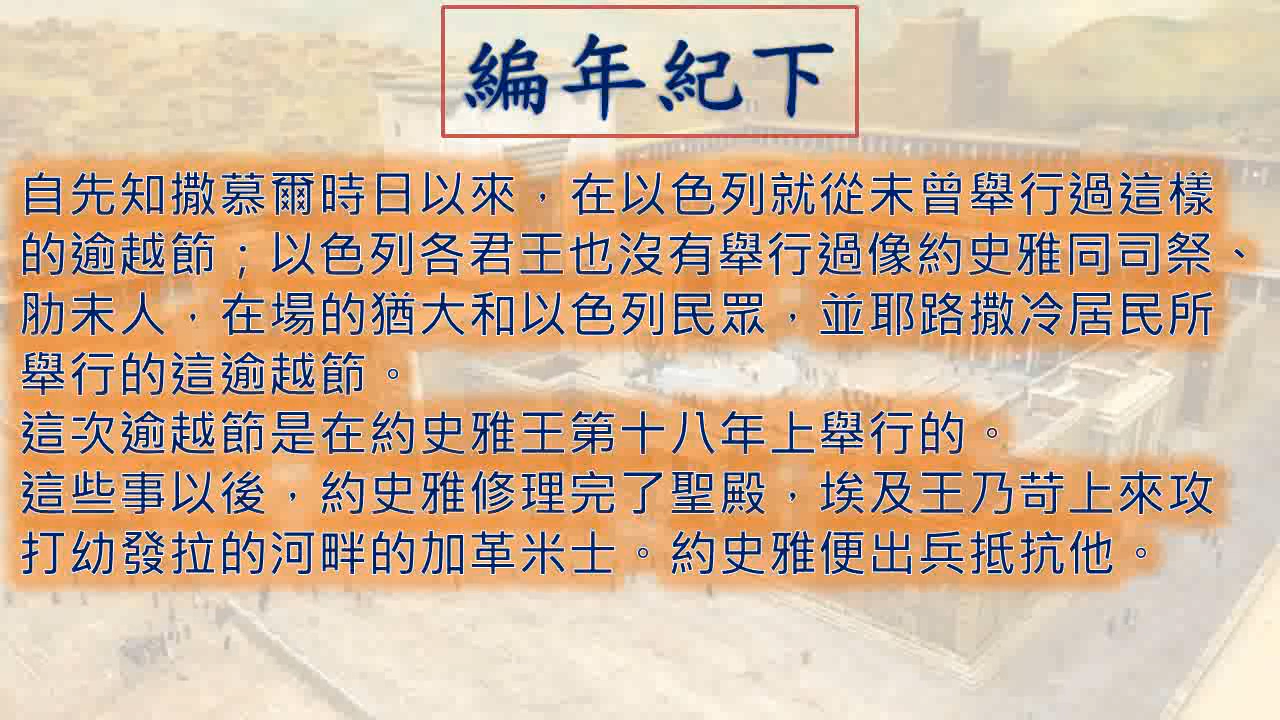 編年紀下
自先知撒慕爾時日以來，在以色列就從未曾舉行過這樣
的逾越節；以色列各君王也沒有舉行過像約史雅同司祭、
肋未人，在場的猶大和以色列民眾，並耶路撒冷居民所
舉行的這逾越節。
這次逾越節是在約史雅王第十八年上舉行的。
這些事以後，約史雅修理完了聖殿，埃及王乃苛上來攻
打幼發拉的河畔的加革米士。約史雅便出兵抵抗他。